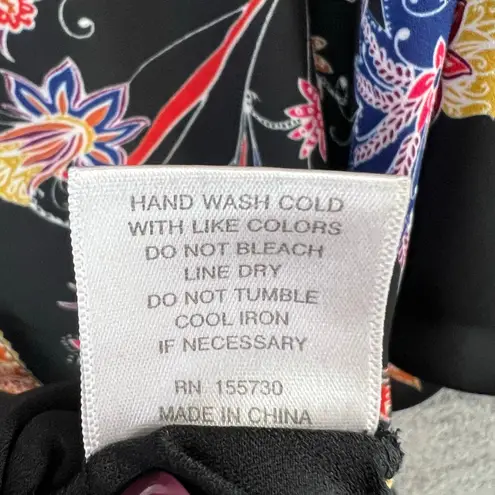 HAND WASH COLD
WITH LIKE COLORS
DO NOT BLEACH
LINE DRY
DO NOT TUMBLE
COOL IRON
IF NECESSARY
RN 155730
MADE IN CHINA